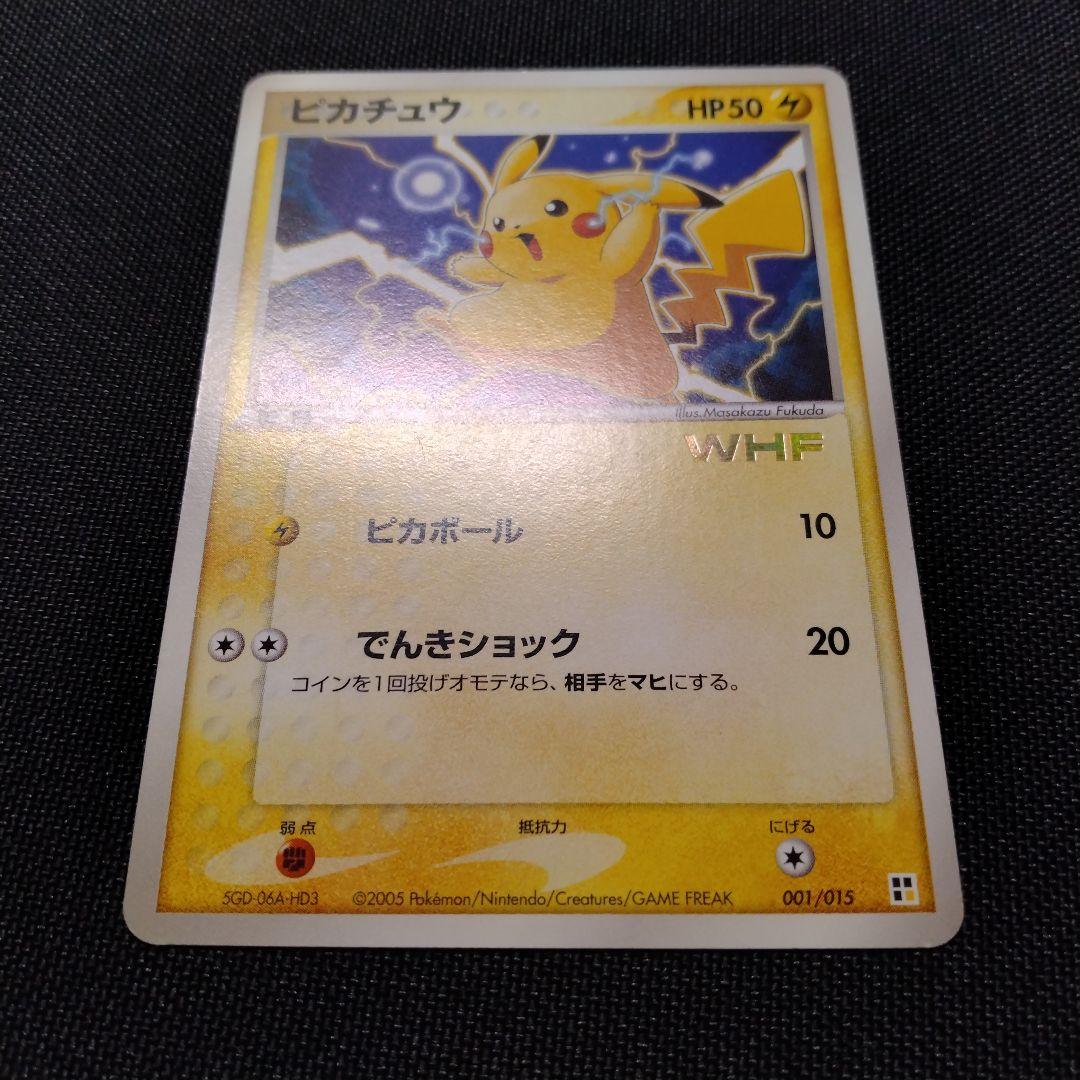 ピカチュウ HP50
Illus. Masakazu Fukuda
WHF
ピカボール 10
でんきショック 20
コインを1回投げオモテなら、相手をマヒにする。
弱点 抵抗力 にげる
5GD-06A-HD3 ©2005 Pokémon/Nintendo/Creatures/GAME FREAK 001/015